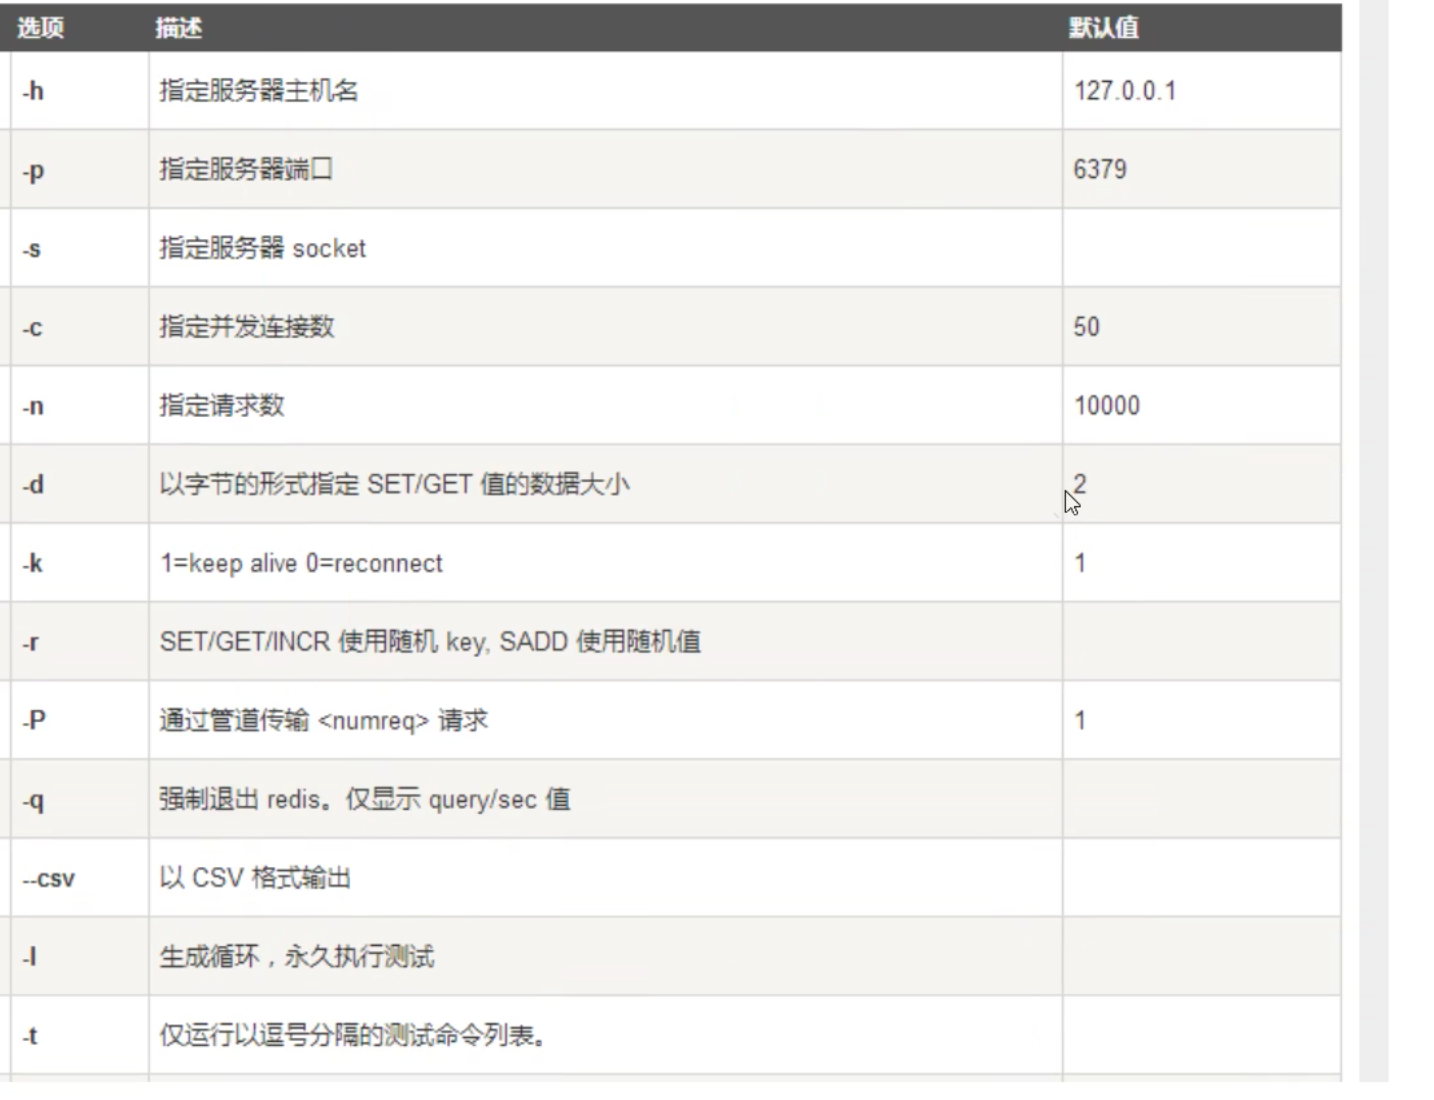 选项 描述 默认值
-h 指定服务器主机名 127.0.0.1
-p 指定服务器端口 6379
-s 指定服务器 socket
-c 指定并发连接数 50
-n 指定请求数 10000
-d 以字节的形式指定 SET/GET 值的数据大小 2
-k 1=keep alive 0=reconnect 1
-r SET/GET/INCR 使用随机 key, SADD 使用随机值
-P 通过管道传输 <numreq> 请求 1
-q 强制退出 redis。仅显示 query/sec 值
--csv 以 CSV 格式输出
-l 生成循环，永久执行测试
-t 仅运行以逗号分隔的测试命令列表。